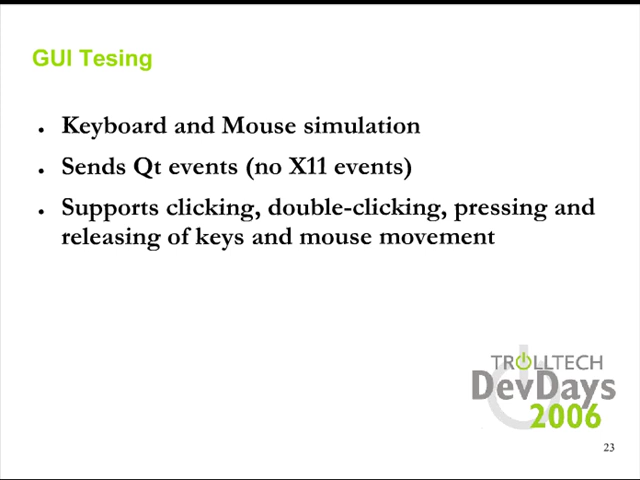 GUI Tesing
• Keyboard and Mouse simulation
• Sends Qt events (no X11 events)
• Supports clicking, double-clicking, pressing and
releasing of keys and mouse movement
TROLLTECH
DevDays
2006
23